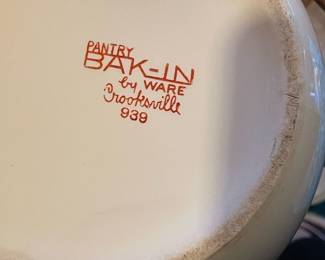 PANTRY
BAK-IN
by WARE
Crooksville
939